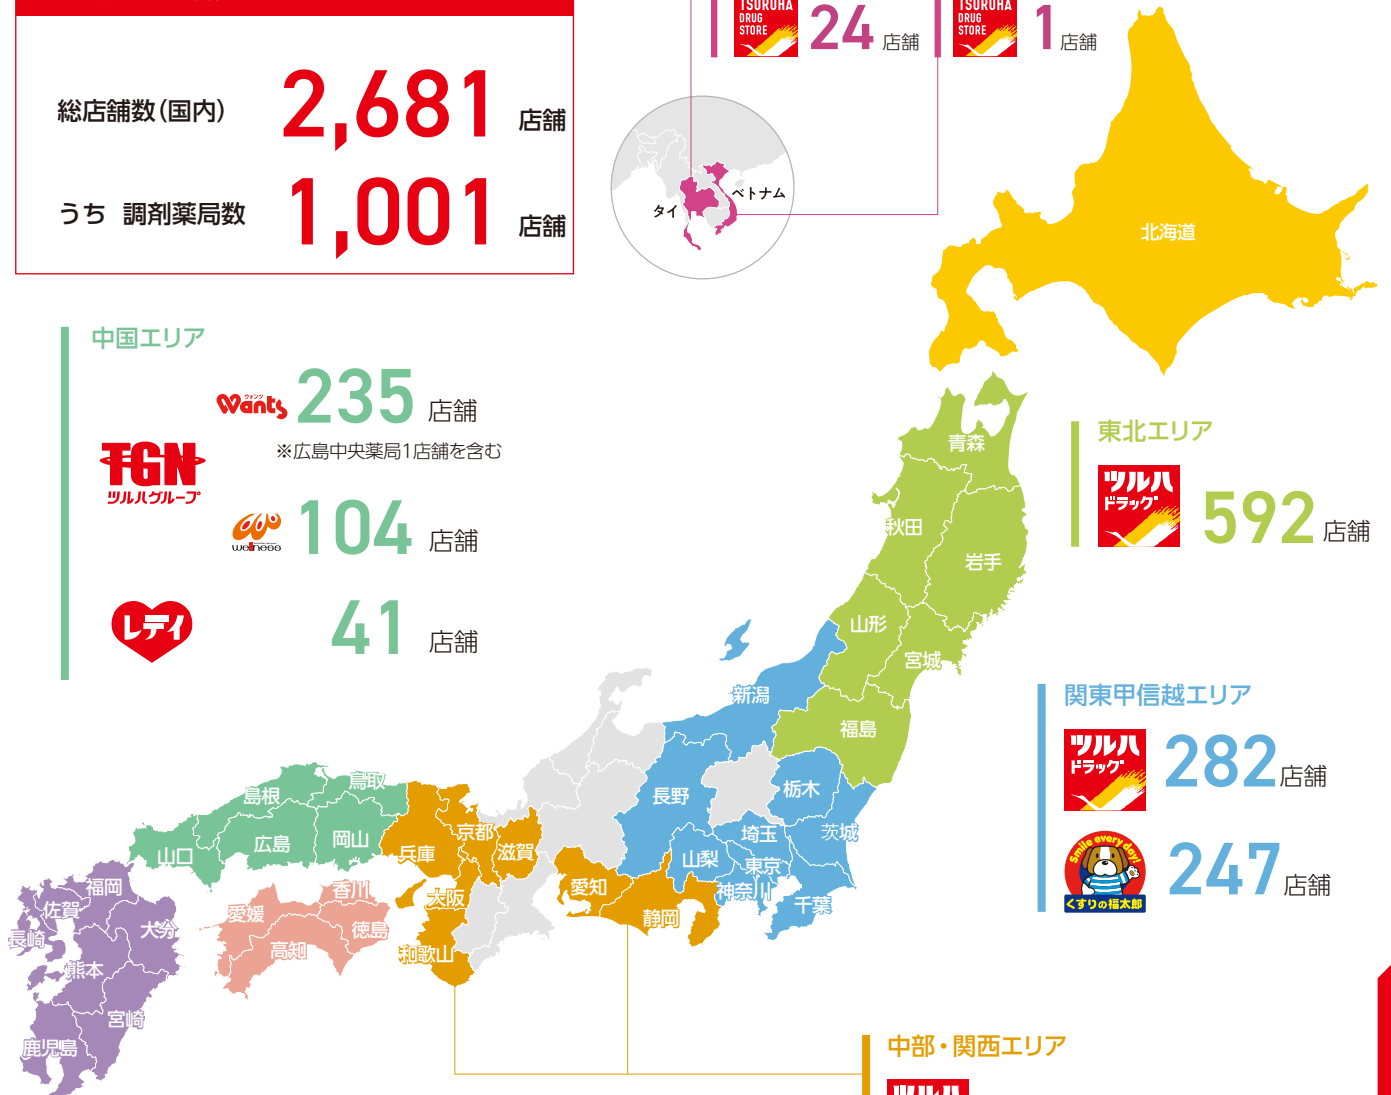 TSURUHA
DRUG
STORE
24 店舗
TSURUHA
DRUG
STORE
1 店舗
総店舗数（国内） 2,681 店舗
うち 調剤薬局数 1,001 店舗
タイ
ベトナム
北海道
中国エリア
ウォンツ
Wants 235 店舗
※広島中央薬局1店舗を含む
TGN
ツルハグループ
wellness 104 店舗
レデイ 41 店舗
東北エリア
ツルハ
ドラッグ 592 店舗
関東甲信越エリア
ツルハ
ドラッグ 282 店舗
Smile every day!
くすりの福太郎 247 店舗
青森
秋田
岩手
山形
宮城
福島
新潟
長野
栃木
茨城
埼玉
山梨
東京
神奈川
千葉
島根
鳥取
山口
広島
岡山
兵庫
京都
滋賀
大阪
和歌山
愛知
静岡
香川
愛媛
徳島
高知
福岡
佐賀
長崎
大分
熊本
宮崎
鹿児島
中部・関西エリア
ツルハ